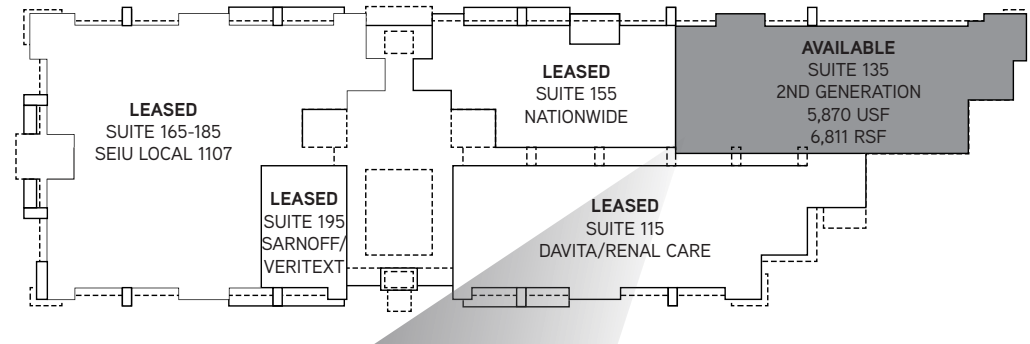 LEASED
SUITE 165-185
SEIU LOCAL 1107
LEASED
SUITE 195
SARNOFF/
VERITEXT
LEASED
SUITE 155
NATIONWIDE
LEASED
SUITE 115
DAVITA/RENAL CARE
AVAILABLE
SUITE 135
2ND GENERATION
5,870 USF
6,811 RSF